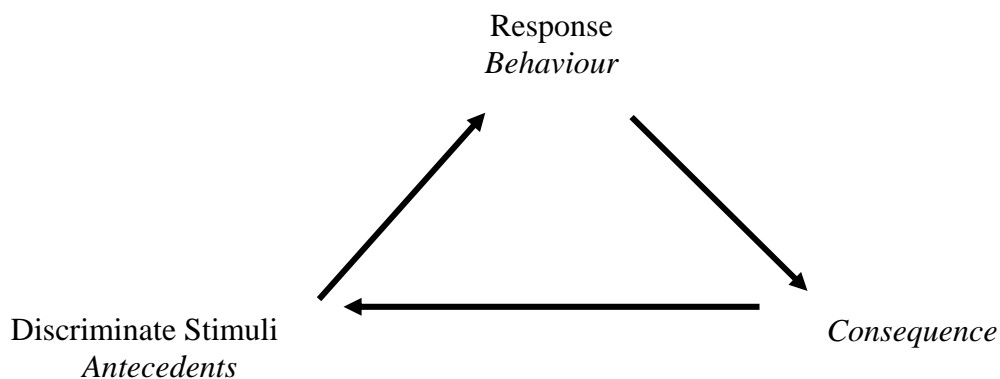 Response
Behaviour
Discriminate Stimuli
Antecedents
Consequence